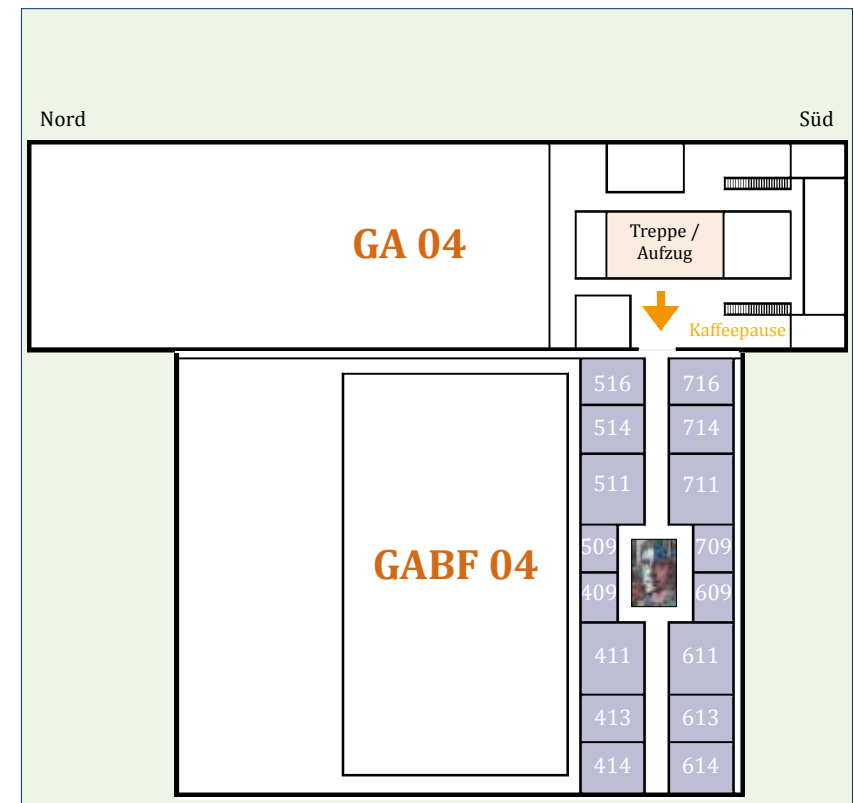 Nord Süd
GA 04
Treppe /
Aufzug
Kaffeepause
516 716
514 714
511 711
509 709
GABF 04
409 609
411 611
413 613
414 614